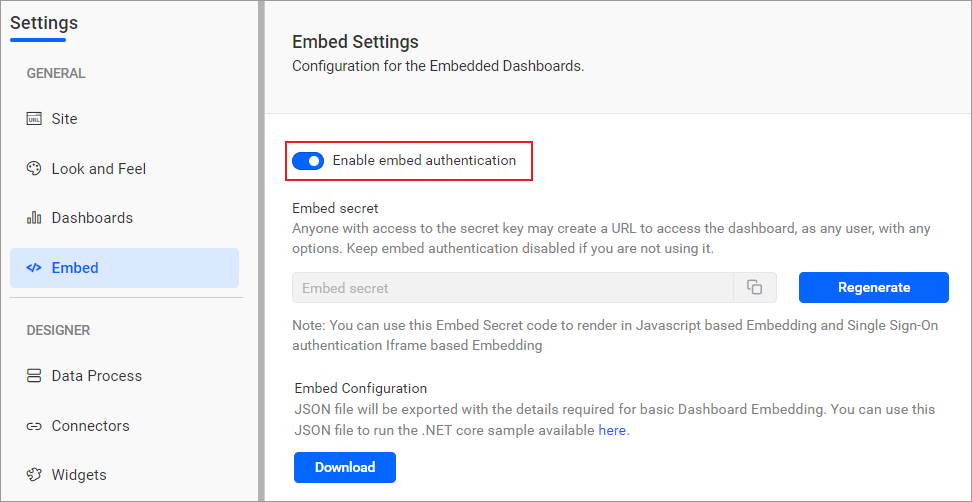 Settings
GENERAL
URL
Site
Look and Feel
Dashboards
Embed
DESIGNER
Data Process
Connectors
Widgets
Embed Settings
Configuration for the Embedded Dashboards.
Enable embed authentication
Embed secret
Anyone with access to the secret key may create a URL to access the dashboard, as any user, with any
options. Keep embed authentication disabled if you are not using it.
Embed secret
Regenerate
Note: You can use this Embed Secret code to render in Javascript based Embedding and Single Sign-On
authentication Iframe based Embedding
Embed Configuration
JSON file will be exported with the details required for basic Dashboard Embedding. You can use this
JSON file to run the .NET core sample available here.
Download